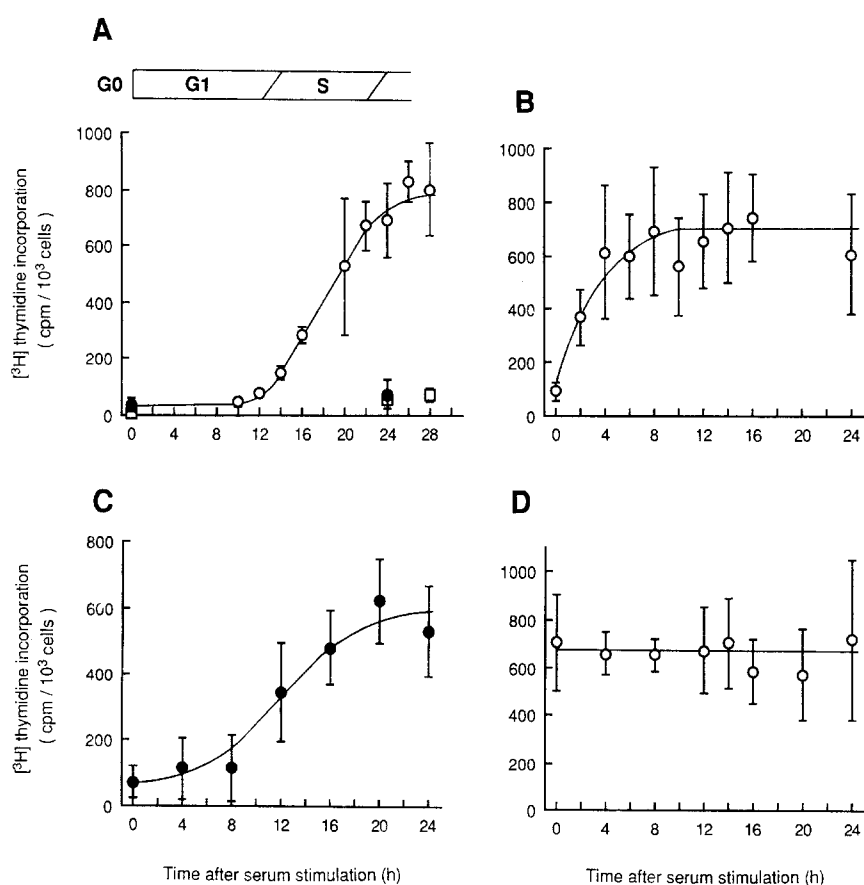 A
G0 G1 S
[³H] thymidine incorporation
( cpm / 10³ cells )
1000
800
600
400
200
0
0 4 8 12 16 20 24 28
B
1000
800
600
400
200
0
0 4 8 12 16 20 24
C
[³H] thymidine incorporation
( cpm / 10³ cells )
800
600
400
200
0
0 4 8 12 16 20 24
Time after serum stimulation (h)
D
1000
800
600
400
200
0
0 4 8 12 16 20 24
Time after serum stimulation (h)